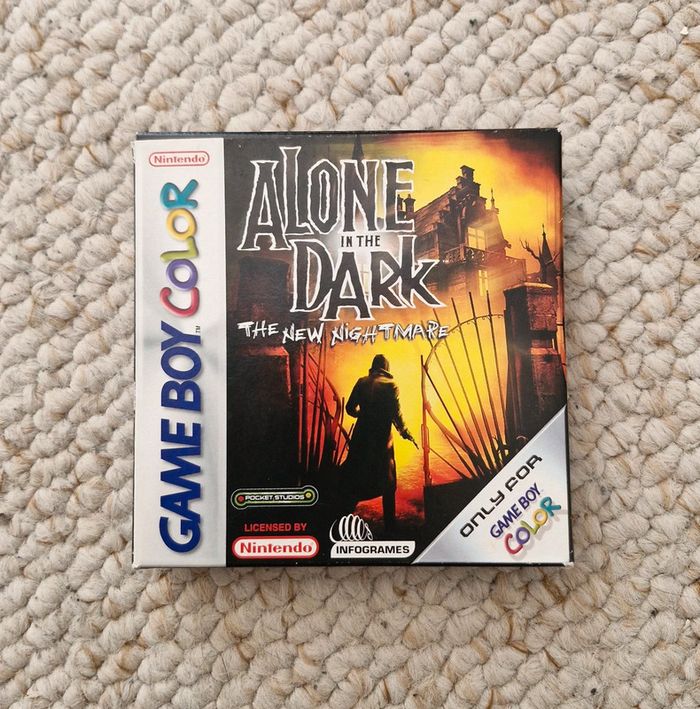 Nintendo
GAME BOY COLOR
TM
ALONE
IN THE
DARK
THE NEW NIGHTMARE
POCKET STUDIOS
LICENSED BY
Nintendo
INFOGRAMES
ONLY FOR
GAME BOY
COLOR